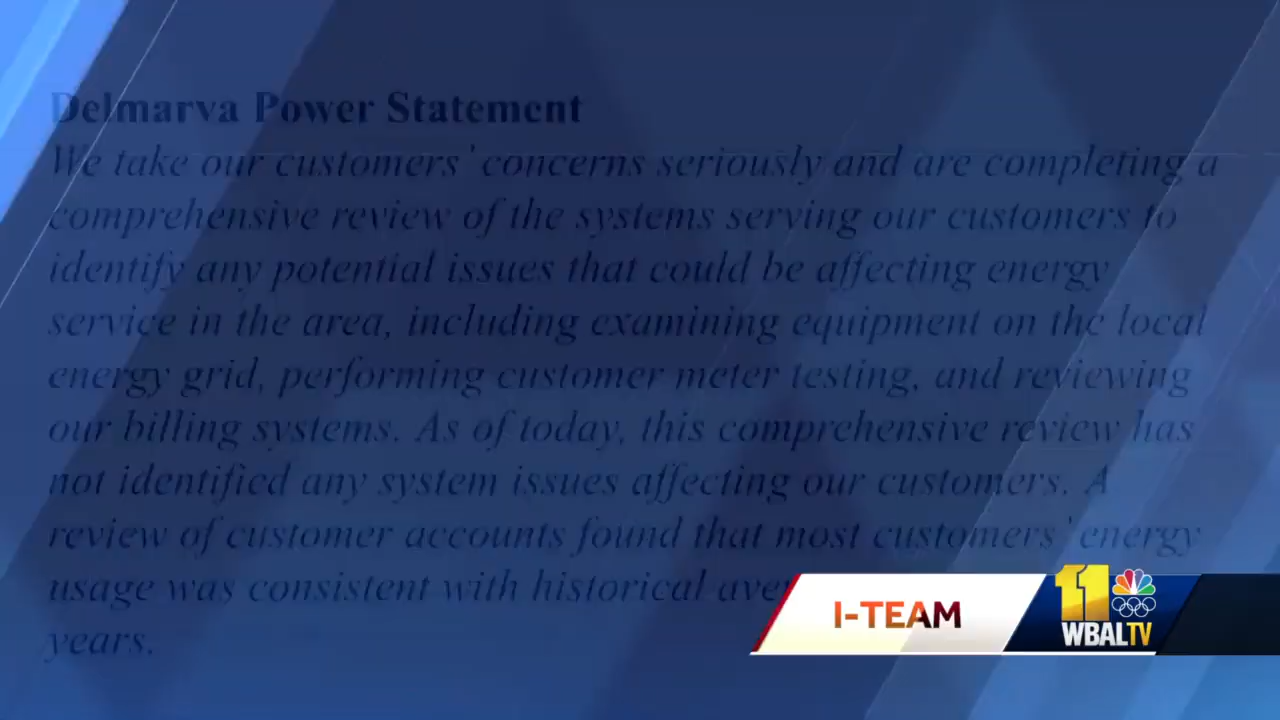 Delmarva Power Statement
We take our customers' concerns seriously and are completing a
comprehensive review of the systems serving our customers to
identify any potential issues that could be affecting energy
service in the area, including examining equipment on the local
energy grid, performing customer meter testing, and reviewing
our billing systems. As of today, this comprehensive review has
not identified any system issues affecting our customers. A
review of customer accounts found that most customers' energy
usage was consistent with historical
years.
I-TEAM
11
WBALTV